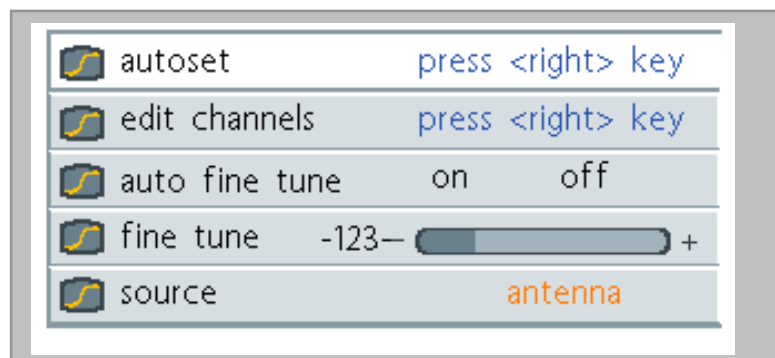 autoset press <right> key
edit channels press <right> key
auto fine tune on off
fine tune -123– +
source antenna